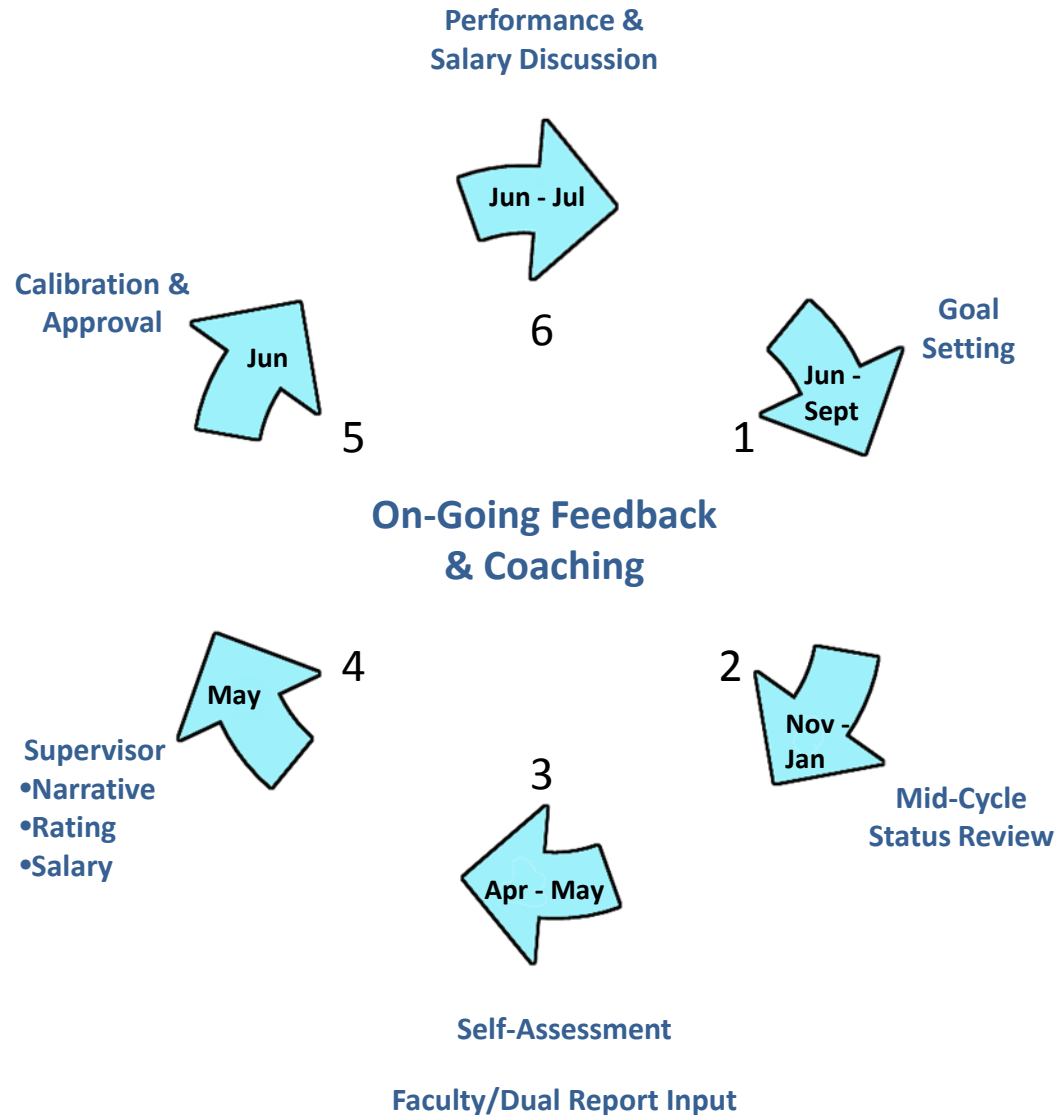 Performance &
Salary Discussion
Jun - Jul
6
Goal
Setting
Jun -
Sept
1
Calibration &
Approval
Jun
5
On-Going Feedback
& Coaching
2
Nov -
Jan
Mid-Cycle
Status Review
4
May
Supervisor
•Narrative
•Rating
•Salary
3
Apr - May
Self-Assessment
Faculty/Dual Report Input